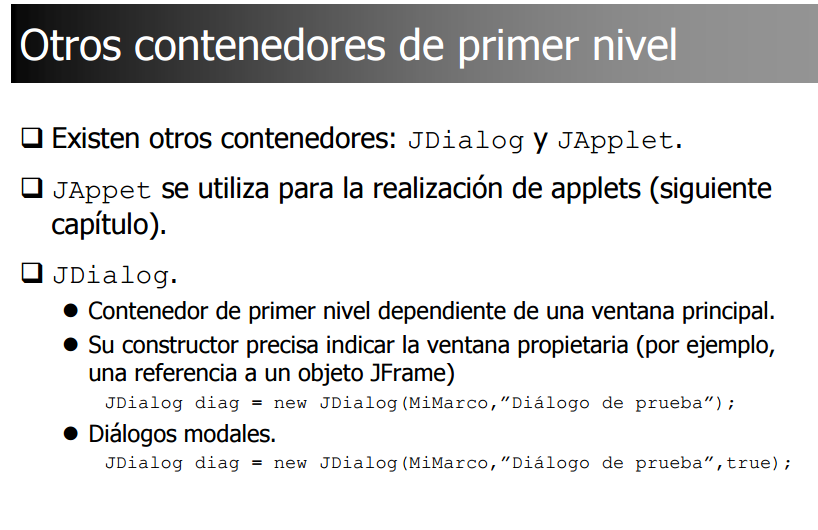 Otros contenedores de primer nivel
Existen otros contenedores: JDialog y JApplet.
JAppet se utiliza para la realización de applets (siguiente
capítulo).
JDialog.
Contenedor de primer nivel dependiente de una ventana principal.
Su constructor precisa indicar la ventana propietaria (por ejemplo,
una referencia a un objeto JFrame)
JDialog diag = new JDialog(MiMarco,”Diálogo de prueba”);
Diálogos modales.
JDialog diag = new JDialog(MiMarco,”Diálogo de prueba”,true);